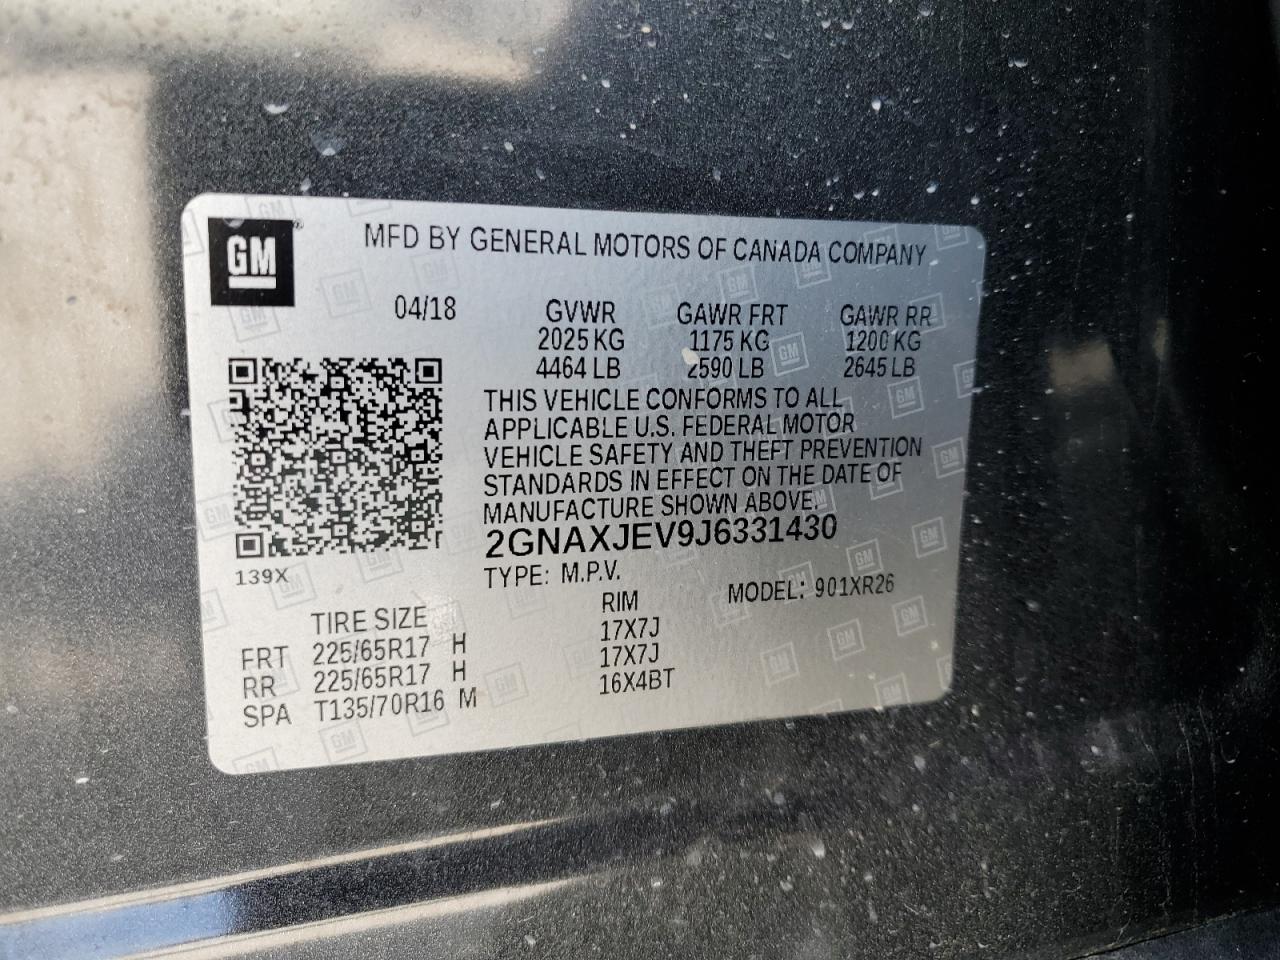 GM
MFD BY GENERAL MOTORS OF CANADA COMPANY
04/18 GVWR GAWR FRT GAWR RR
2025 KG 1175 KG 1200 KG
4464 LB 2590 LB 2645 LB
THIS VEHICLE CONFORMS TO ALL
APPLICABLE U.S. FEDERAL MOTOR
VEHICLE SAFETY AND THEFT PREVENTION
STANDARDS IN EFFECT ON THE DATE OF
MANUFACTURE SHOWN ABOVE.
2GNAXJEV9J6331430
139X
TYPE: M.P.V. MODEL: 901XR26
TIRE SIZE RIM
FRT 225/65R17 H 17X7J
RR 225/65R17 H 17X7J
SPA T135/70R16 M 16X4BT